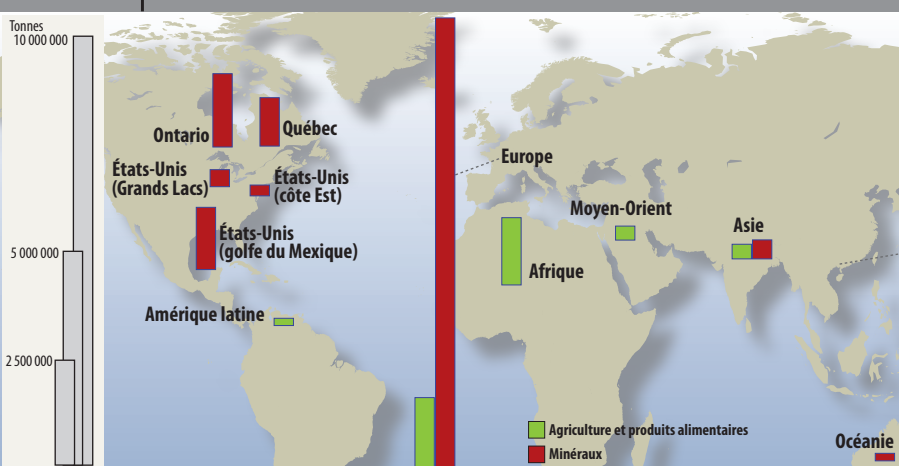 Tonnes
10 000 000
5 000 000
2 500 000
Ontario
Québec
États-Unis
(Grands Lacs)
États-Unis
(côte Est)
États-Unis
(golfe du Mexique)
Amérique latine
Europe
Moyen-Orient
Asie
Afrique
Océanie
Agriculture et produits alimentaires
Minéraux